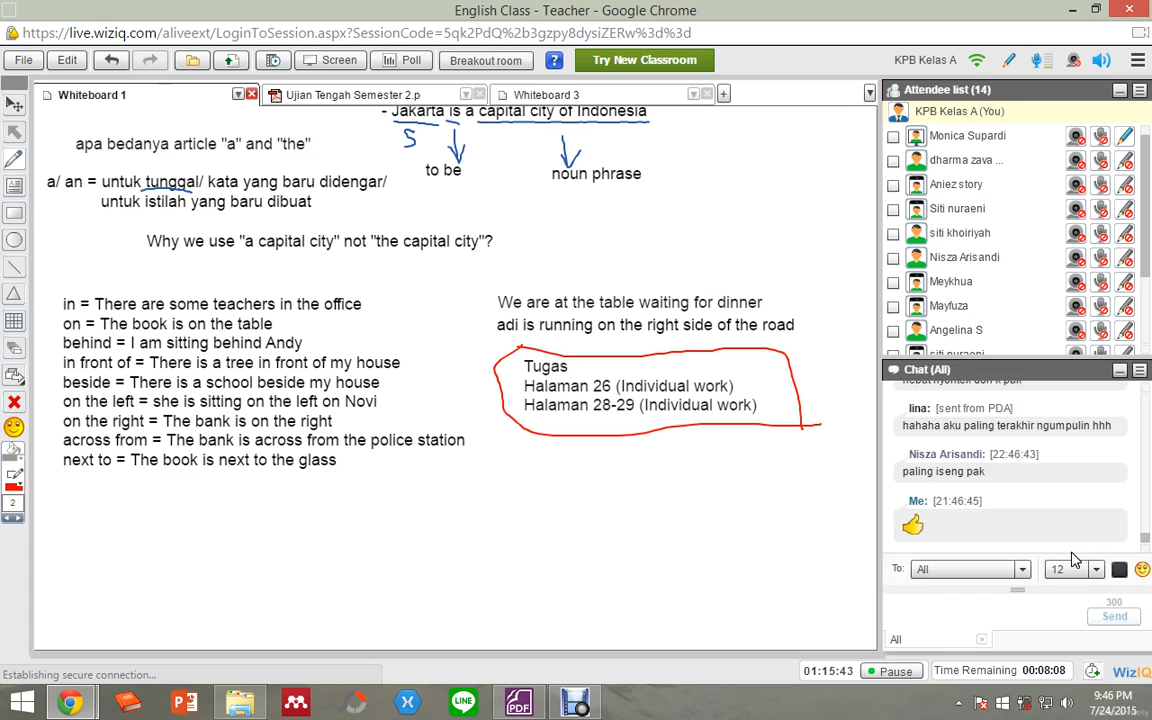 English Class - Teacher - Google Chrome
https://live.wiziq.com/aliveext/LoginToSession.aspx?SessionCode=5qk2PdQ%2b3gzpy8dysiZERw%3d%3d
File Edit Screen Poll Breakout room ? Try New Classroom KPB Kelas A
Whiteboard 1 Ujian Tengah Semester 2.p Whiteboard 3
- Jakarta is a capital city of Indonesia
S
apa bedanya article "a" and "the"
to be
noun phrase
a/ an = untuk tunggal/ kata yang baru didengar/
untuk istilah yang baru dibuat
Why we use "a capital city" not "the capital city"?
in = There are some teachers in the office
on = The book is on the table
behind = I am sitting behind Andy
in front of = There is a tree in front of my house
beside = There is a school beside my house
on the left = she is sitting on the left on Novi
on the right = The bank is on the right
across from = The bank is across from the police station
next to = The book is next to the glass
We are at the table waiting for dinner
adi is running on the right side of the road
Tugas
Halaman 26 (Individual work)
Halaman 28-29 (Individual work)
2
Attendee list (14)
KPB Kelas A (You)
Monica Supardi
dharma zava ...
Aniez story
Siti nuraeni
siti khoiriyah
Nisza Arisandi
Meykhua
Mayfuza
Angelina S
siti nuraeni
Chat (All)
lina: [sent from PDA]
hahaha aku paling terakhir ngumpulin hhh
Nisza Arisandi: [22:46:43]
paling iseng pak
Me: [21:46:45]
To: All 12
300
Send
All
Establishing secure connection...
01:15:43 Pause Time Remaining 00:08:08 WizIQ
LINE PDF
9:46 PM
7/24/2015